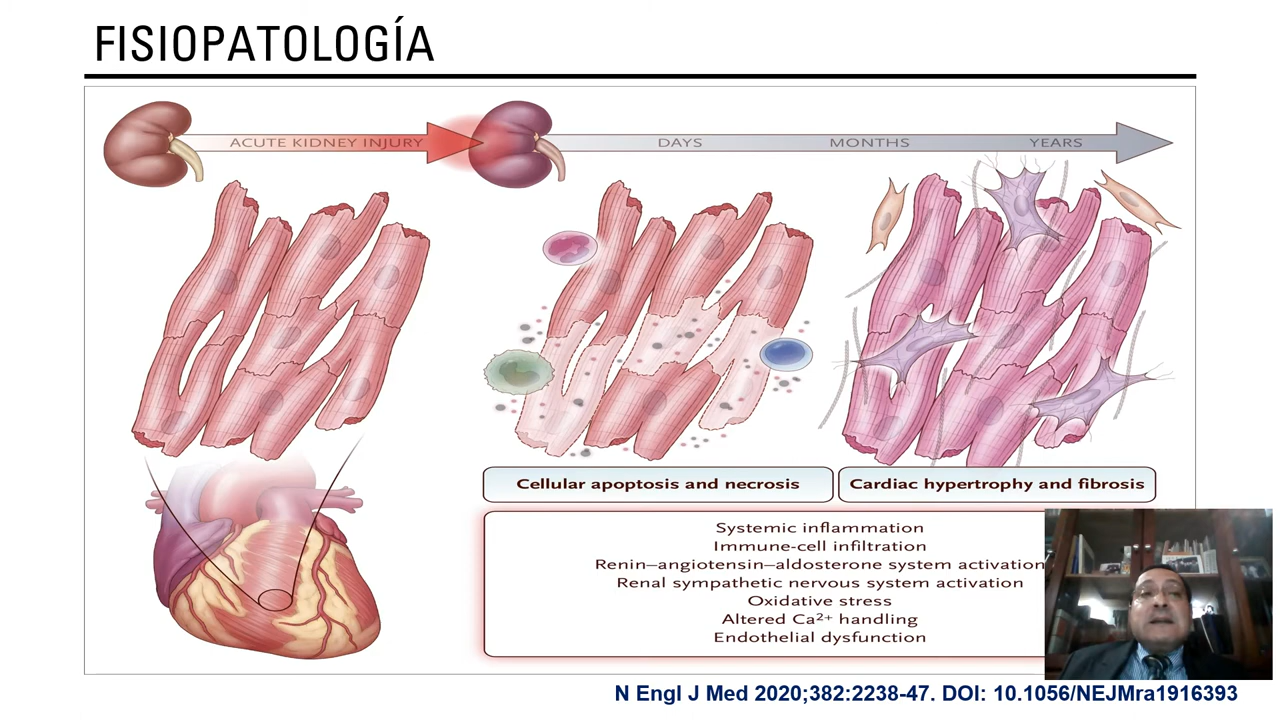 FISIOPATOLOGÍA
ACUTE KIDNEY INJURY
DAYS
MONTHS
YEARS
Cellular apoptosis and necrosis
Cardiac hypertrophy and fibrosis
Systemic inflammation
Immune-cell infiltration
Renin–angiotensin–aldosterone system activation
Renal sympathetic nervous system activation
Oxidative stress
Altered Ca²⁺ handling
Endothelial dysfunction
N Engl J Med 2020;382:2238-47. DOI: 10.1056/NEJMra1916393